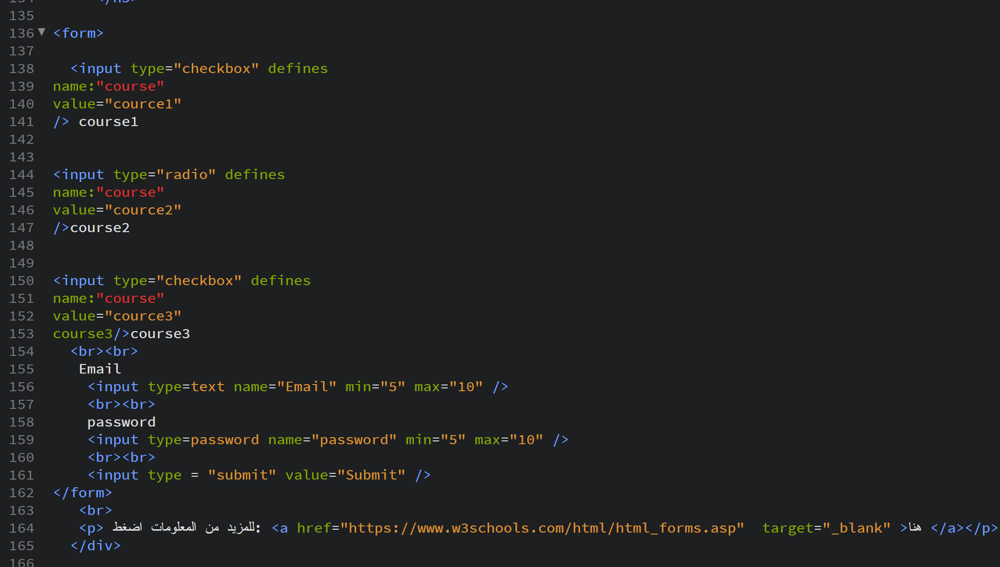 135
136 <form>
137
138 <input type="checkbox" defines
139 name:"course"
140 value="cource1"
141 /> course1
142
143
144 <input type="radio" defines
145 name:"course"
146 value="cource2"
147 />course2
148
149
150 <input type="checkbox" defines
151 name:"course"
152 value="cource3"
153 course3/>course3
154 <br><br>
155 Email
156 <input type=text name="Email" min="5" max="10" />
157 <br><br>
158 password
159 <input type=password name="password" min="5" max="10" />
160 <br><br>
161 <input type = "submit" value="Submit" />
162 </form>
163 <br>
164 <p> للمزيد من المعلومات اضغط: <a href="https://www.w3schools.com/html/html_forms.asp"  target="_blank" >هنا </a></p>
165 </div>
166